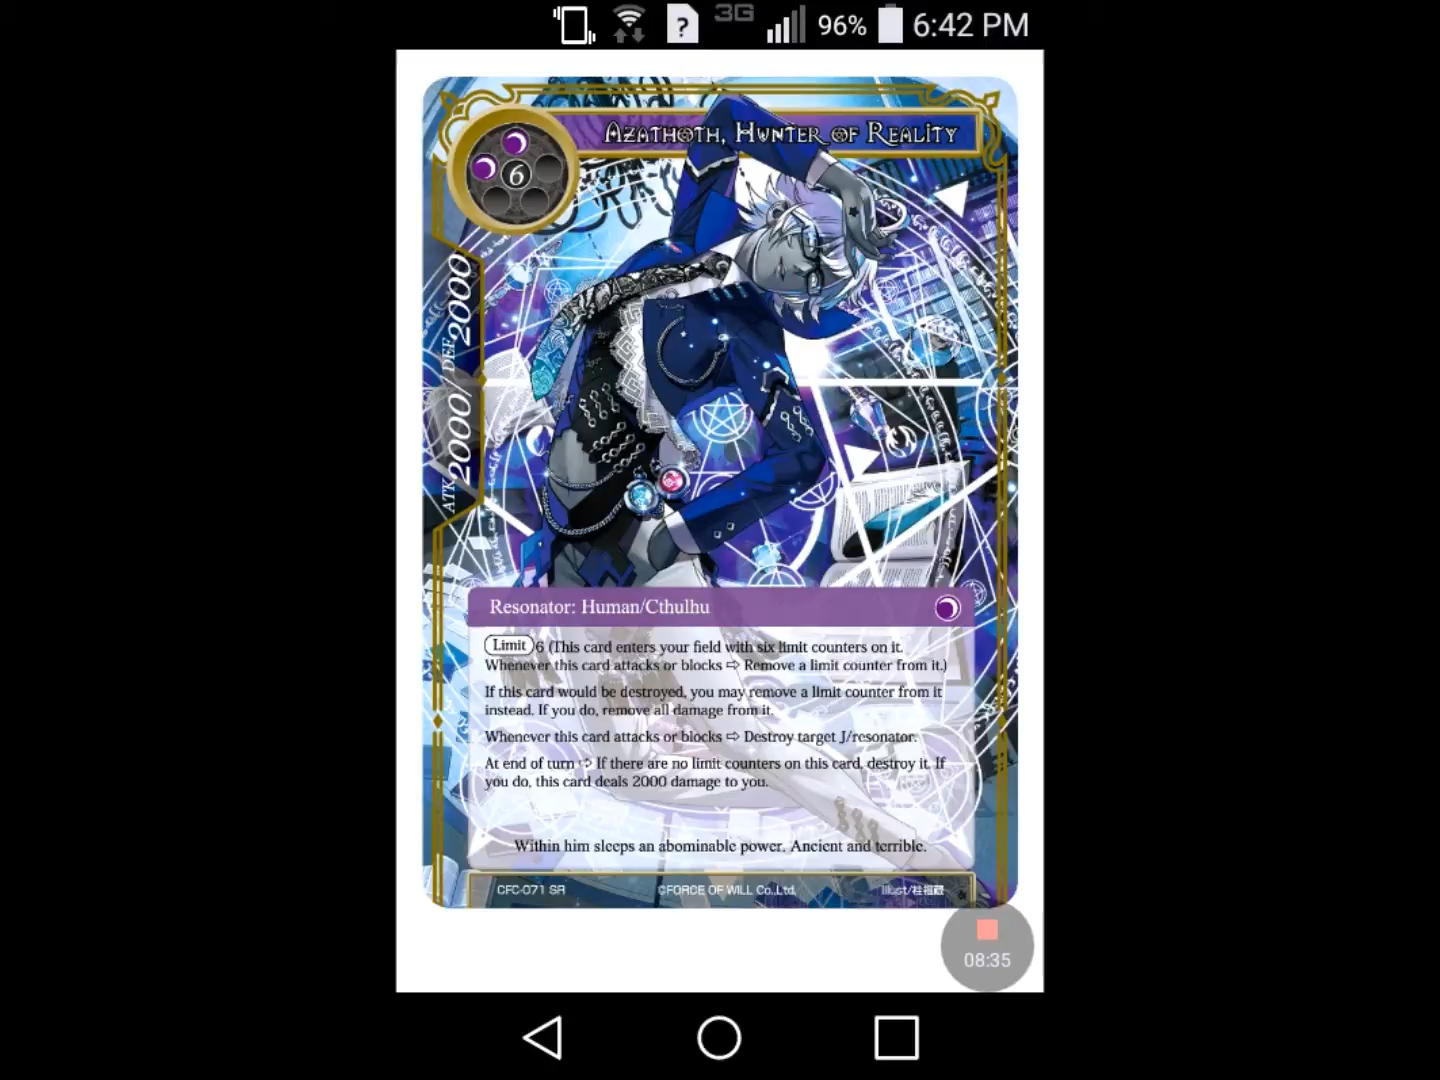 3G 96% 6:42 PM
Azathoth, Hunter of Reality
6
ATK 2000/ DEF 2000
Resonator: Human/Cthulhu
Limit 6 (This card enters your field with six limit counters on it.
Whenever this card attacks or blocks ⇨ Remove a limit counter from it.)
If this card would be destroyed, you may remove a limit counter from it
instead. If you do, remove all damage from it.
Whenever this card attacks or blocks ⇨ Destroy target J/resonator.
At end of turn ⇨ If there are no limit counters on this card, destroy it. If
you do, this card deals 2000 damage to you.
Within him sleeps an abominable power. Ancient and terrible.
CFC-071 SR ©FORCE OF WILL Co.,Ltd. Illust/
08:35